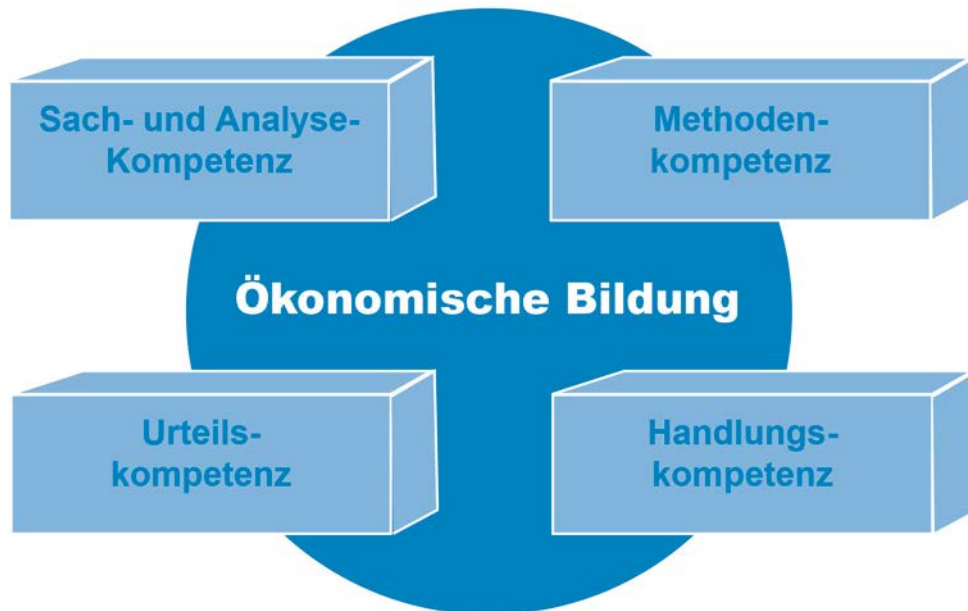 Sach- und Analyse-
Kompetenz
Methoden-
kompetenz
Ökonomische Bildung
Urteils-
kompetenz
Handlungs-
kompetenz